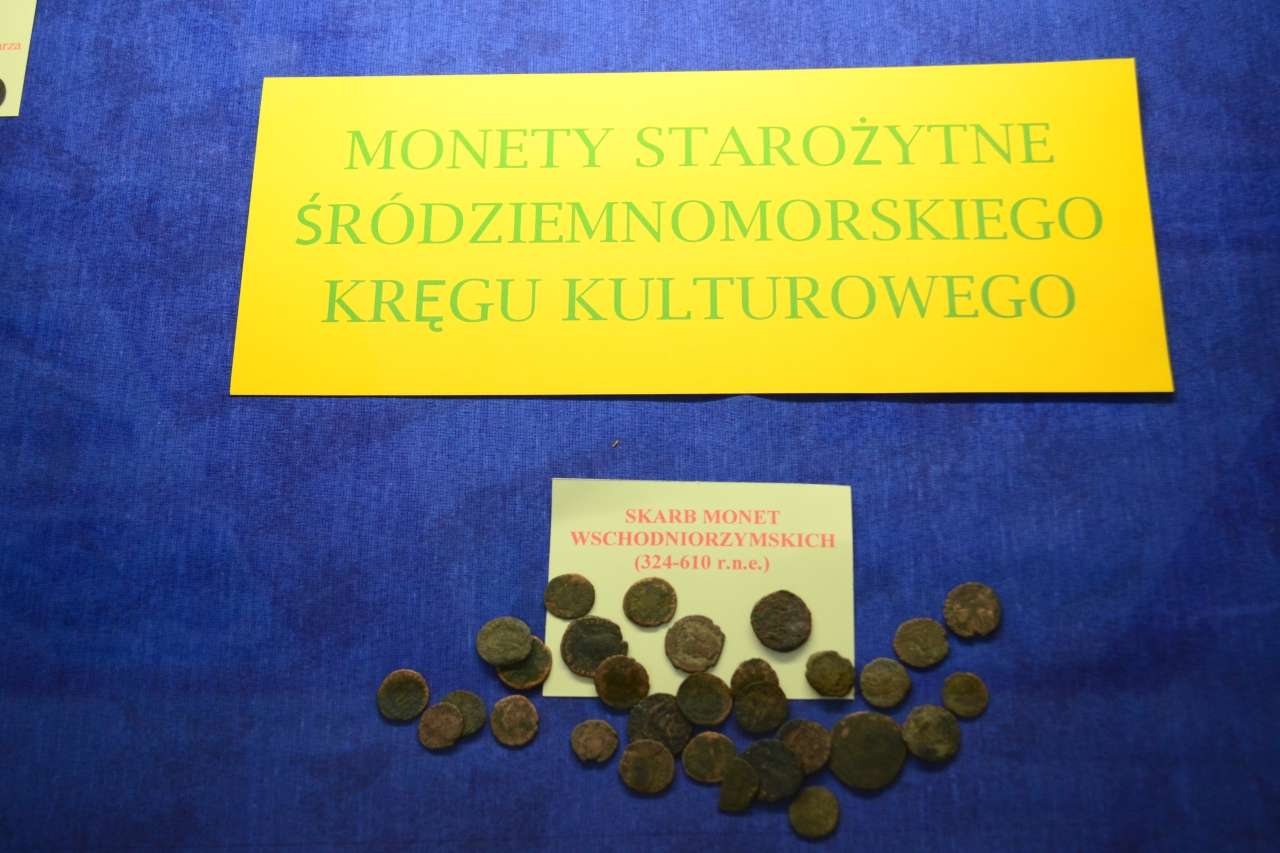 MONETY STAROŻYTNE
ŚRÓDZIEMNOMORSKIEGO
KRĘGU KULTUROWEGO
SKARB MONET
WSCHODNIORZYMSKICH
(324-610 r.n.e.)